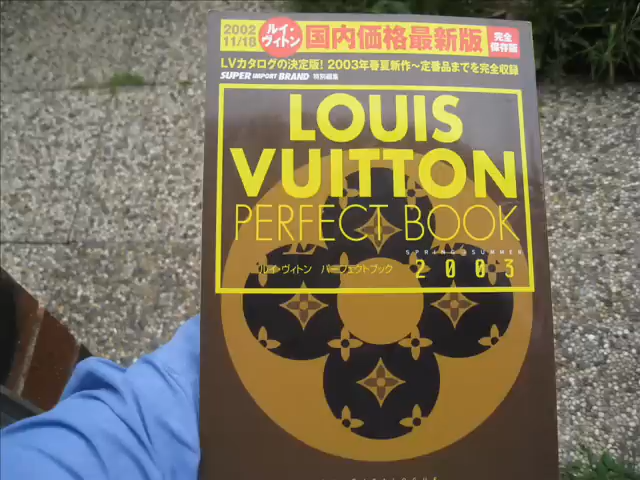 2002
11/18
ルイ・
ヴィトン
国内価格最新版
完全
保存版
LVカタログの決定版! 2003年春夏新作～定番品までを完全収録
SUPER IMPORT BRAND 特別編集
LOUIS
VUITTON
PERFECT BOOK
SPRING&SUMMER
ルイ・ヴィトン パーフェクトブック
2003